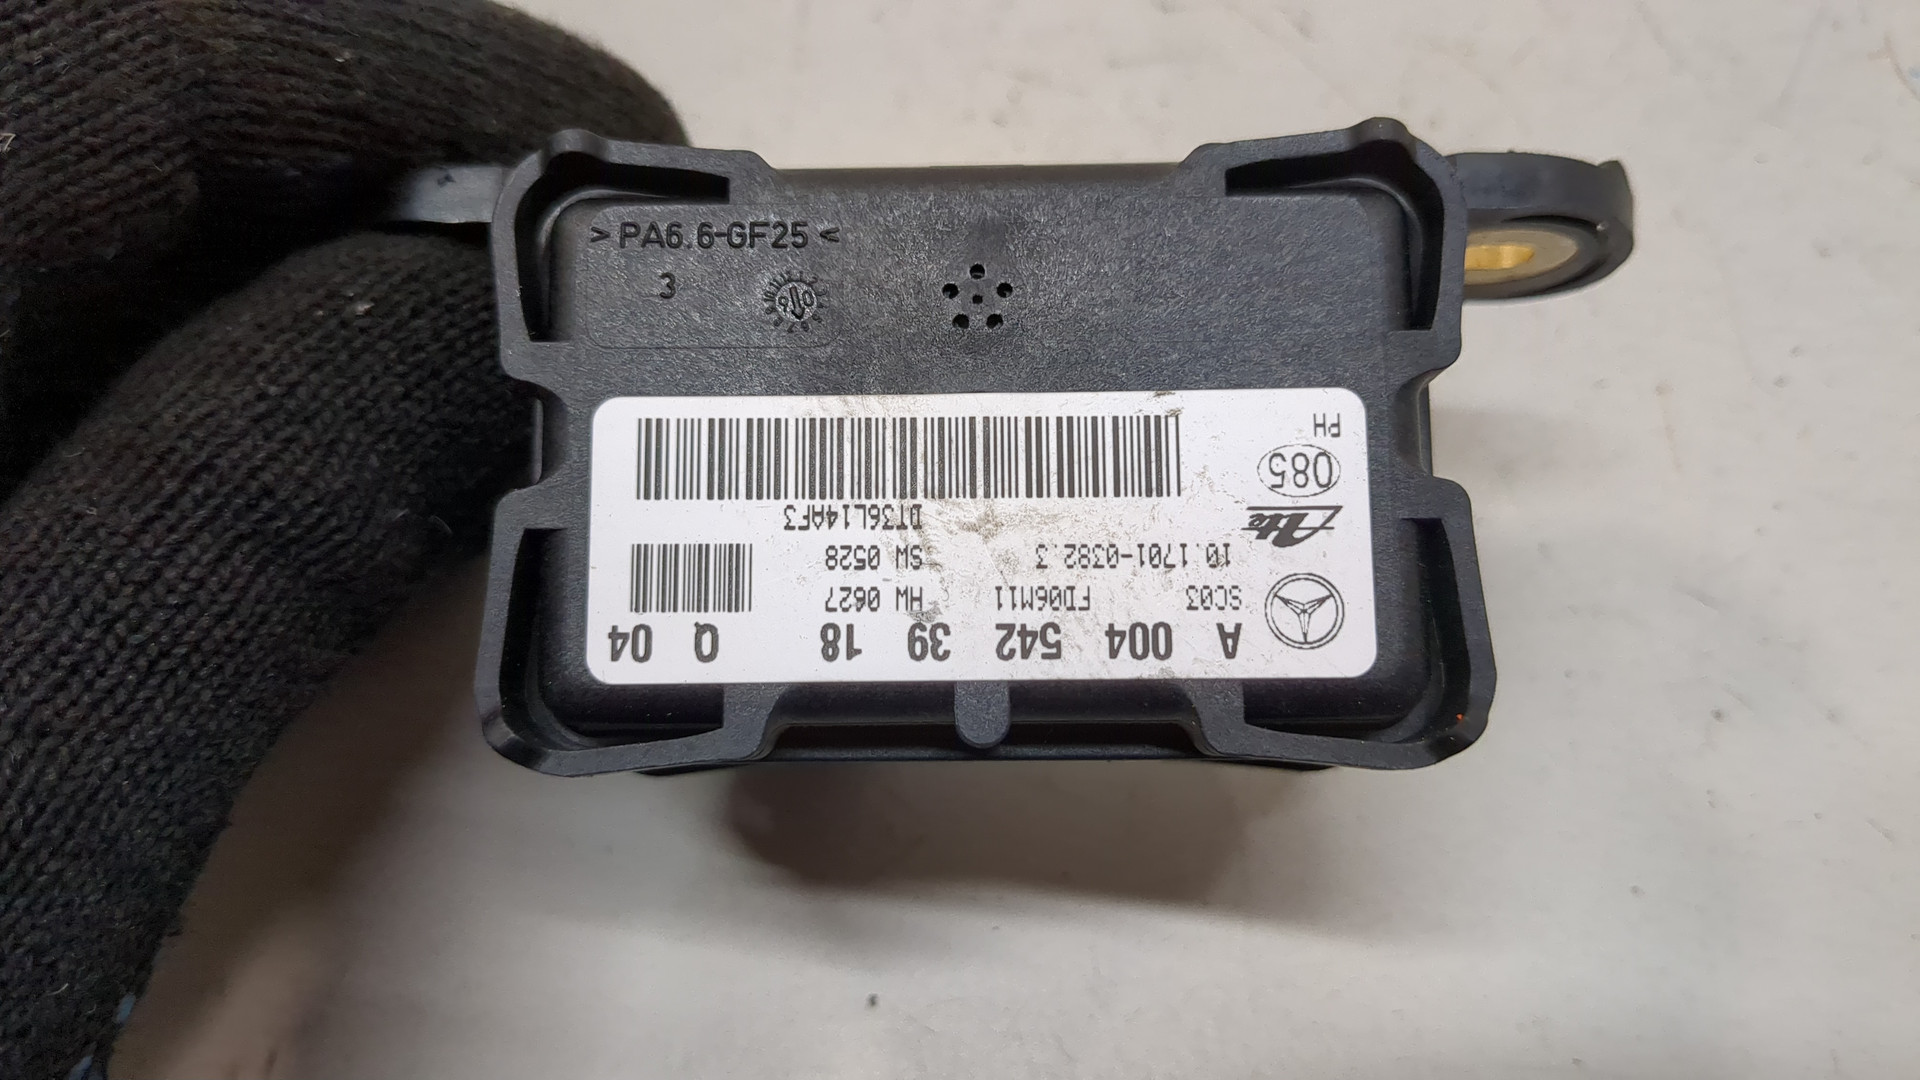 >PA6.6-GF25<
3
A 004 542 39 18 Q 04
SC03 FD06M11 HW 0627
10.1701-0382.3 SW 0528
Ate
DT36L14AF3
085
PH